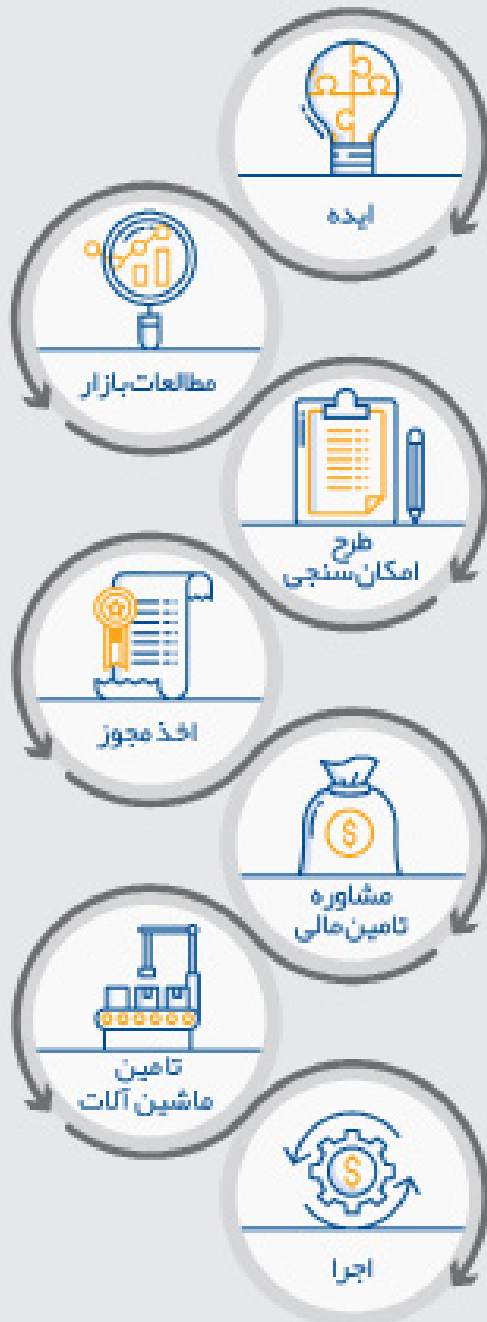 ایده
مطالعات بازار
طرح
امکان سنجی
اخذ مجوز
مشاوره
تامین مالی
تامین
ماشین آلات
اجرا